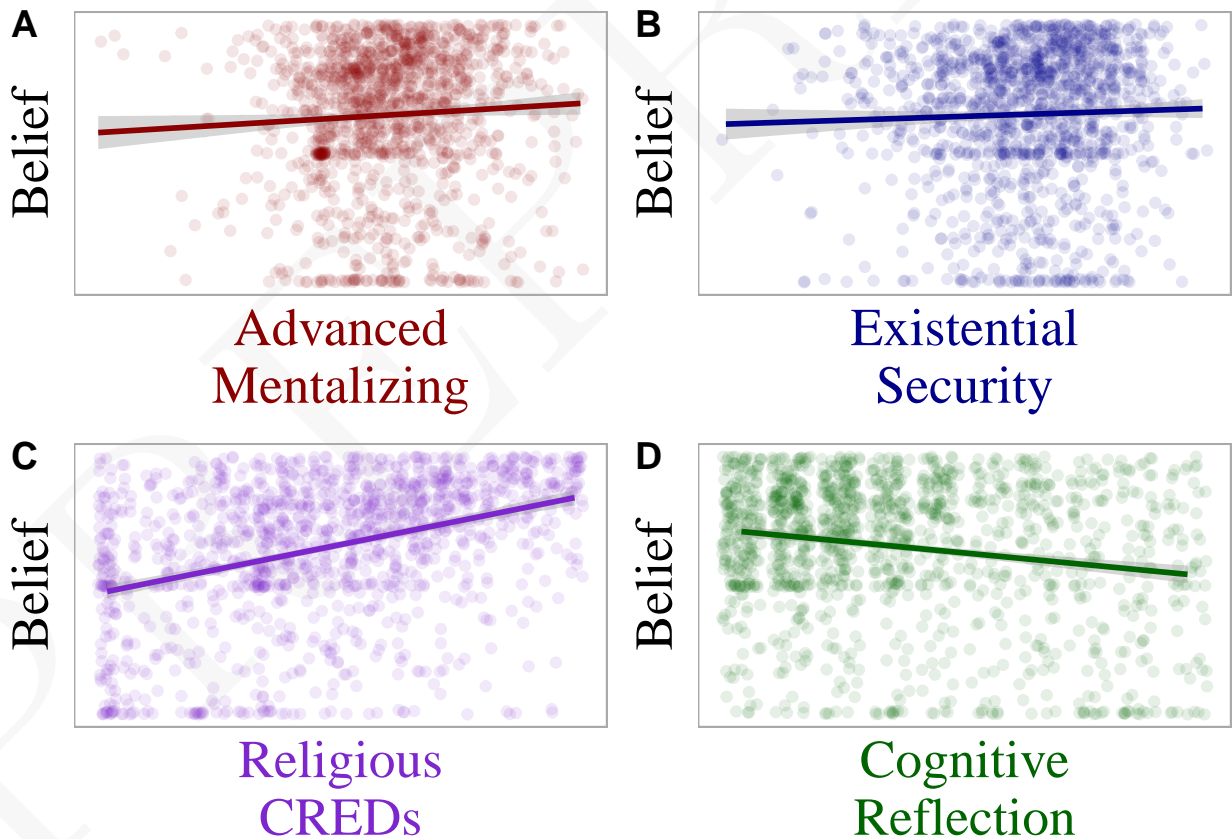 A
Belief
Advanced
Mentalizing
B
Belief
Existential
Security
C
Belief
Religious
CREDs
D
Belief
Cognitive
Reflection